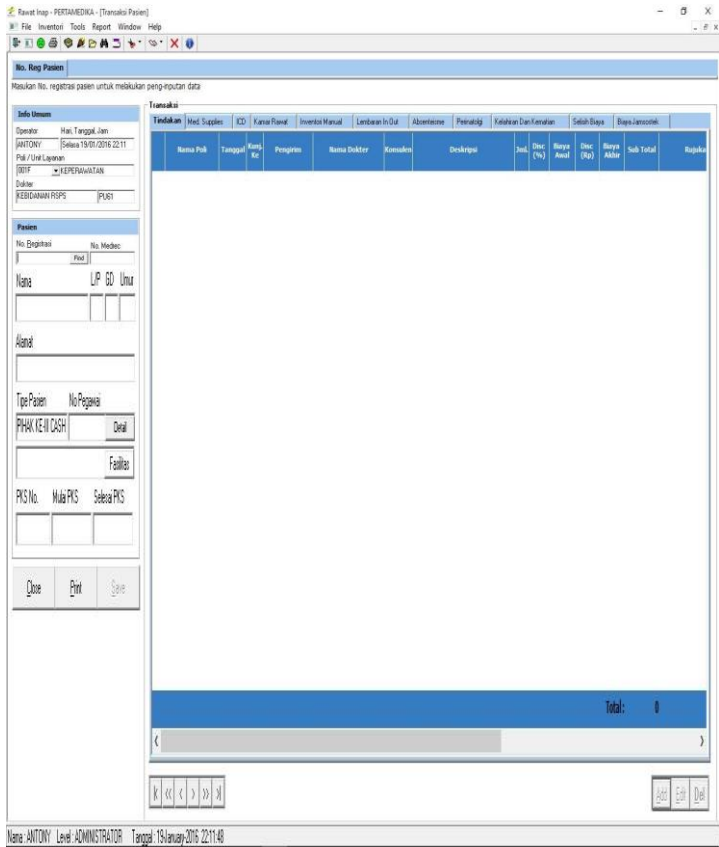 Rawat Inap - PERTAMEDIKA - [Transaksi Pasien]
File Inventori Tools Report Window Help
No. Reg Pasien
Masukan No. registrasi pasen untuk melakukan peng-inputan data
Info Umum
Operator Hari, Tanggal, Jam
ANTONY Selasa 19/01/2016 22:11
Poli / Unit Layanan
001F KEPERAWATAN
Dokter
KEBIDANAN RSPS PU61
Pasien
No. Registrasi No. Medrec
Find
Nama L/P GD Umur
Alamat
Tipe Pasien No Pegawai
PIHAK KE-III CASH Detail
Fasilitas
PKS No. Mulai PKS Selesai PKS
Close Print Save
Transaksi
Tindakan Med. Supplies ICD Kamar Rawat Inventori Manual Lembaran In Out Absenteisme Perinatolgi Kelahiran Dan Kematian Selisih Biaya Biaya Jamsostek
Nama Poli Tanggal Kunj. Ke Pengirim Nama Dokter Konsulen Deskripsi Jml. Disc (%) Biaya Awal Disc (Rp) Biaya Akhir Sub Total Rujuka
Total : 0
Add Edit Del
Nama : ANTONY Level : ADMINISTRATOR Tanggal : 19-January-2016 22:11:48